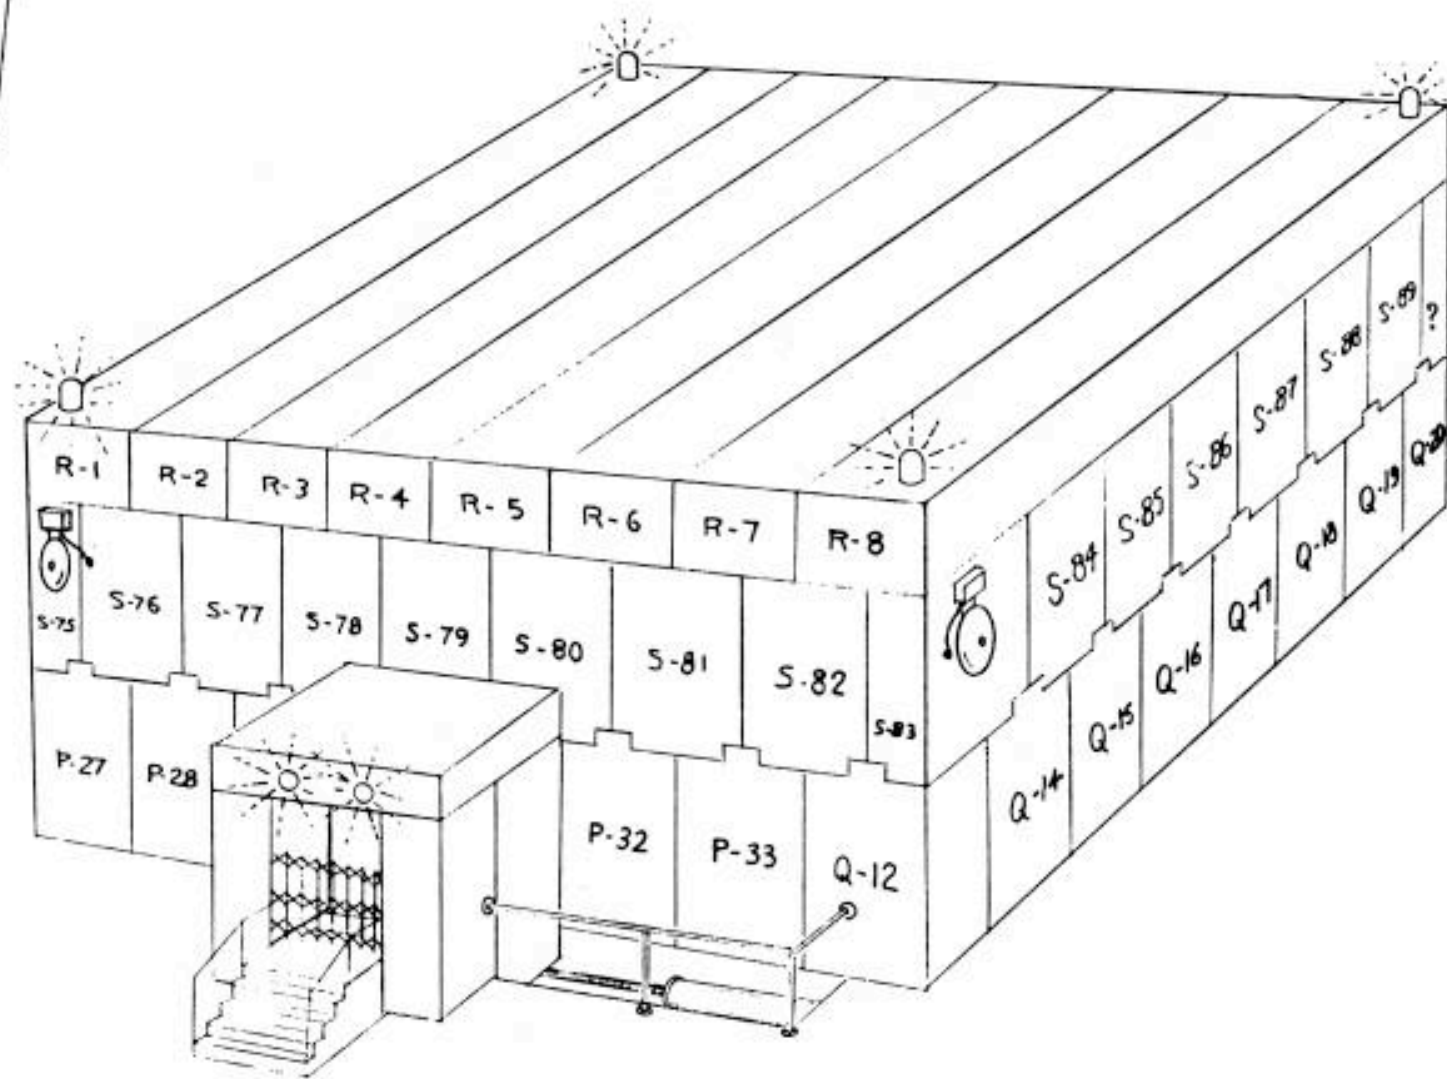 R-1 R-2 R-3 R-4 R-5 R-6 R-7 R-8
S-75 S-76 S-77 S-78 S-79 S-80 S-81 S-82 S-83
P-27 P-28 P-32 P-33 Q-12
S-84 S-85 S-86 S-87 S-88 S-89 ?
Q-14 Q-15 Q-16 Q-17 Q-18 Q-19 Q-20